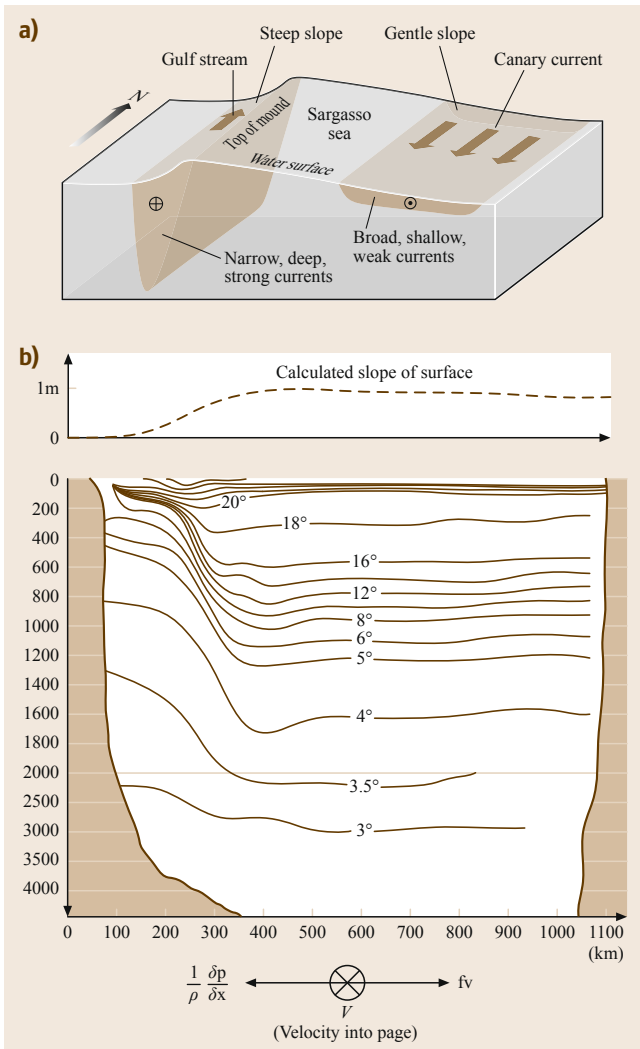 a)
Steep slope
Gentle slope
Gulf stream
Canary current
N
Top of mound
Sargasso
sea
Water surface
Narrow, deep,
strong currents
Broad, shallow,
weak currents
b)
Calculated slope of surface
1m
0
0
200
400
600
800
1000
1200
1400
1600
1800
2000
2500
3000
4000
20°
18°
16°
12°
8°
6°
5°
4°
3.5°
3°
0 100 200 300 400 500 600 700 800 900 1000 1100
(km)
1/ρ δp/δx
fv
V
(Velocity into page)